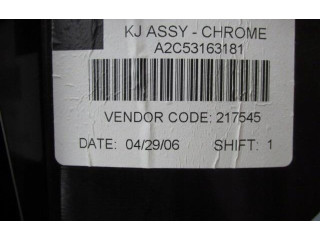 KJ ASSY - CHROME
A2C53163181
VENDOR CODE: 217545
DATE: 04/29/06 SHIFT: 1